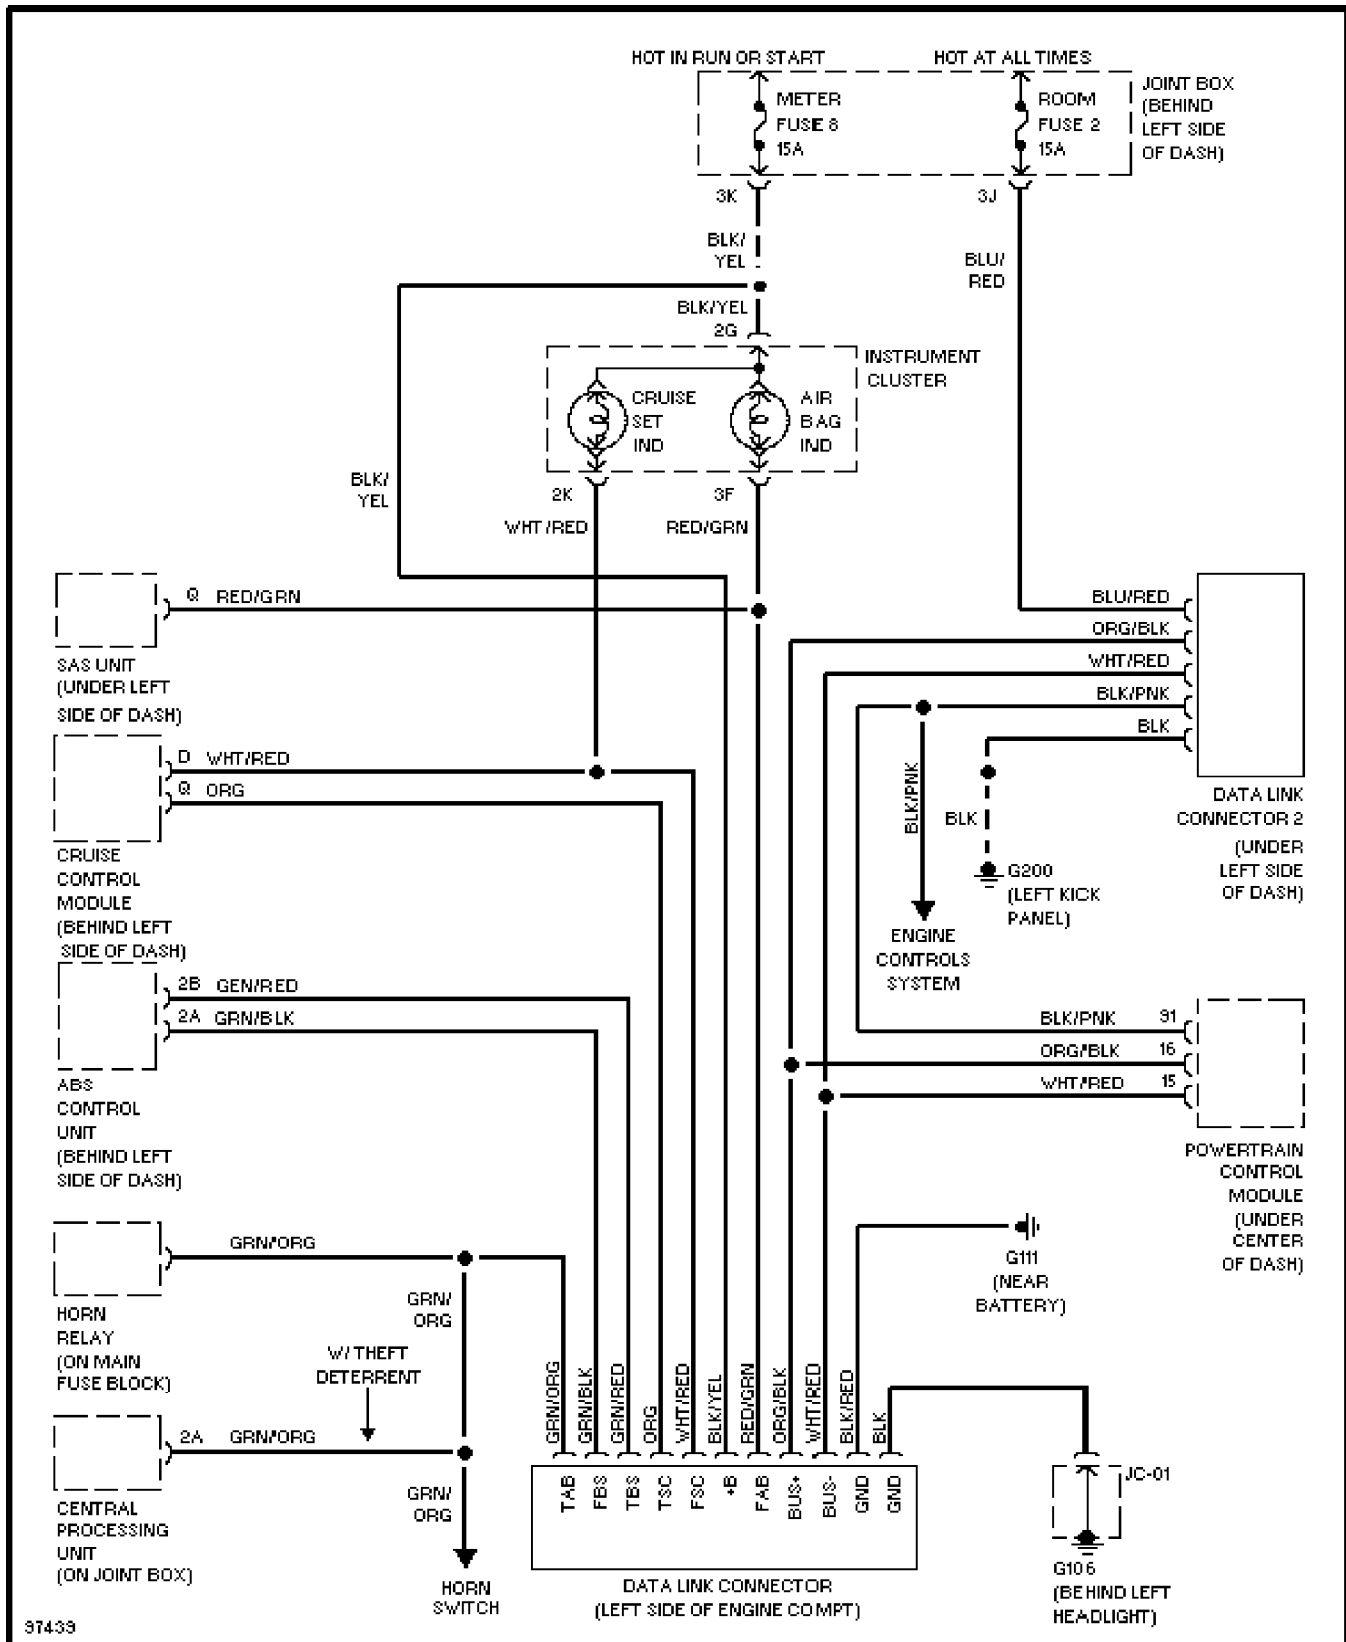 HOT IN RUN OR START
HOT AT ALL TIMES
METER
FUSE 8
15A
ROOM
FUSE 2
15A
JOINT BOX
(BEHIND
LEFT SIDE
OF DASH)
3K
3J
BLK/
YEL
BLU/
RED
BLK/YEL
2G
INSTRUMENT
CLUSTER
CRUISE
SET
IND
AIR
BAG
IND
BLK/
YEL
2K
3F
WHT/RED
RED/GRN
Q RED/GRN
SAS UNIT
(UNDER LEFT
SIDE OF DASH)
BLU/RED
ORG/BLK
WHT/RED
BLK/PNK
BLK
D WHT/RED
Q ORG
CRUISE
CONTROL
MODULE
(BEHIND LEFT
SIDE OF DASH)
BLK/PNK
BLK
G200
(LEFT KICK
PANEL)
DATA LINK
CONNECTOR 2
(UNDER
LEFT SIDE
OF DASH)
ENGINE
CONTROLS
SYSTEM
2B GEN/RED
2A GRN/BLK
ABS
CONTROL
UNIT
(BEHIND LEFT
SIDE OF DASH)
BLK/PNK 31
ORG/BLK 16
WHT/RED 15
POWERTRAIN
CONTROL
MODULE
(UNDER
CENTER
OF DASH)
GRN/ORG
HORN
RELAY
(ON MAIN
FUSE BLOCK)
GRN/
ORG
W/ THEFT
DETERRENT
G111
(NEAR
BATTERY)
2A GRN/ORG
CENTRAL
PROCESSING
UNIT
(ON JOINT BOX)
GRN/
ORG
HORN
SWITCH
GRN/ORG
GRN/BLK
GRN/RED
ORG
WHT/RED
BLK/YEL
RED/GRN
ORG/BLK
WHT/RED
BLK/RED
BLK
TAB
FBS
TBS
TSC
FSC
+B
FAB
BUS+
BUS-
GND
GND
DATA LINK CONNECTOR
(LEFT SIDE OF ENGINE COMPT)
JC-01
G106
(BEHIND LEFT
HEADLIGHT)
97439